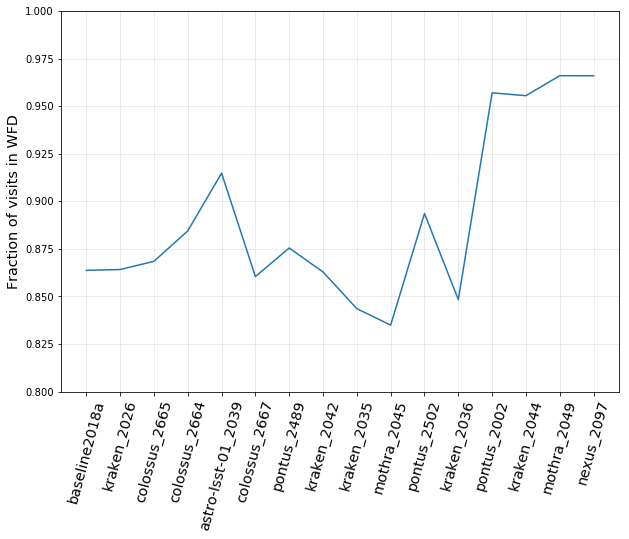 1.000
0.975
0.950
0.925
0.900
0.875
0.850
0.825
0.800
Fraction of visits in WFD
baseline2018a
kraken_2026
colossus_2665
colossus_2664
astro-lsst-01_2039
colossus_2667
pontus_2489
kraken_2042
kraken_2035
mothra_2045
pontus_2502
kraken_2036
pontus_2002
kraken_2044
mothra_2049
nexus_2097